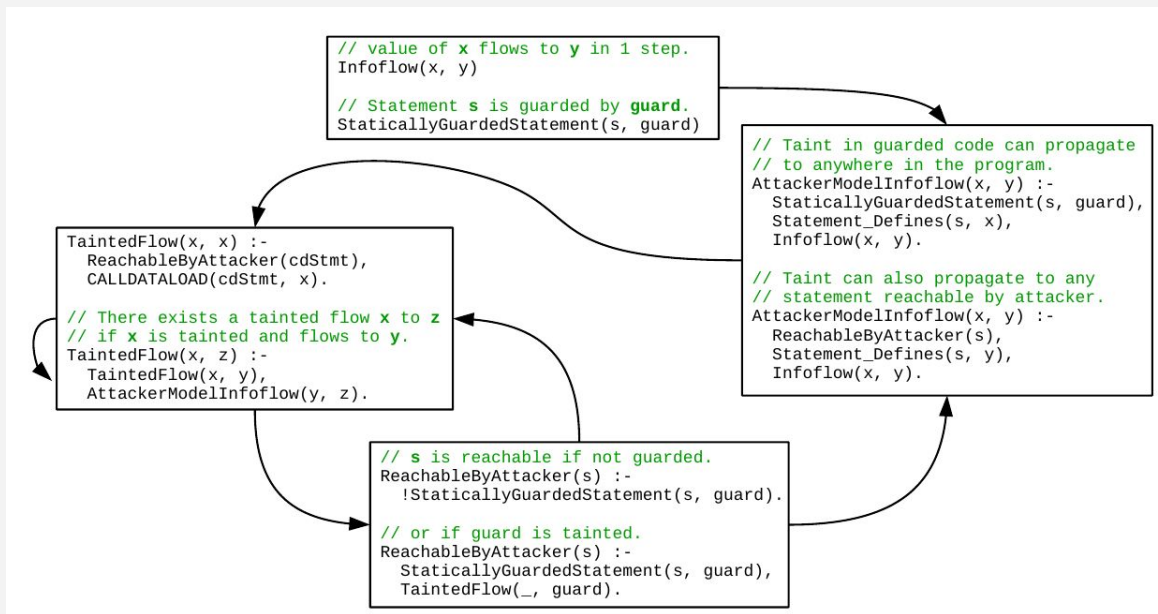 // value of x flows to y in 1 step.
Infoflow(x, y)
// Statement s is guarded by guard.
StaticallyGuardedStatement(s, guard)
// Taint in guarded code can propagate
// to anywhere in the program.
AttackerModelInfoflow(x, y) :-
StaticallyGuardedStatement(s, guard),
Statement_Defines(s, x),
Infoflow(x, y).
// Taint can also propagate to any
// statement reachable by attacker.
AttackerModelInfoflow(x, y) :-
ReachableByAttacker(s),
Statement_Defines(s, y),
Infoflow(x, y).
TaintedFlow(x, x) :-
ReachableByAttacker(cdStmt),
CALLDATALOAD(cdStmt, x).
// There exists a tainted flow x to z
// if x is tainted and flows to y.
TaintedFlow(x, z) :-
TaintedFlow(x, y),
AttackerModelInfoflow(y, z).
// s is reachable if not guarded.
ReachableByAttacker(s) :-
!StaticallyGuardedStatement(s, guard).
// or if guard is tainted.
ReachableByAttacker(s) :-
StaticallyGuardedStatement(s, guard),
TaintedFlow(_, guard).